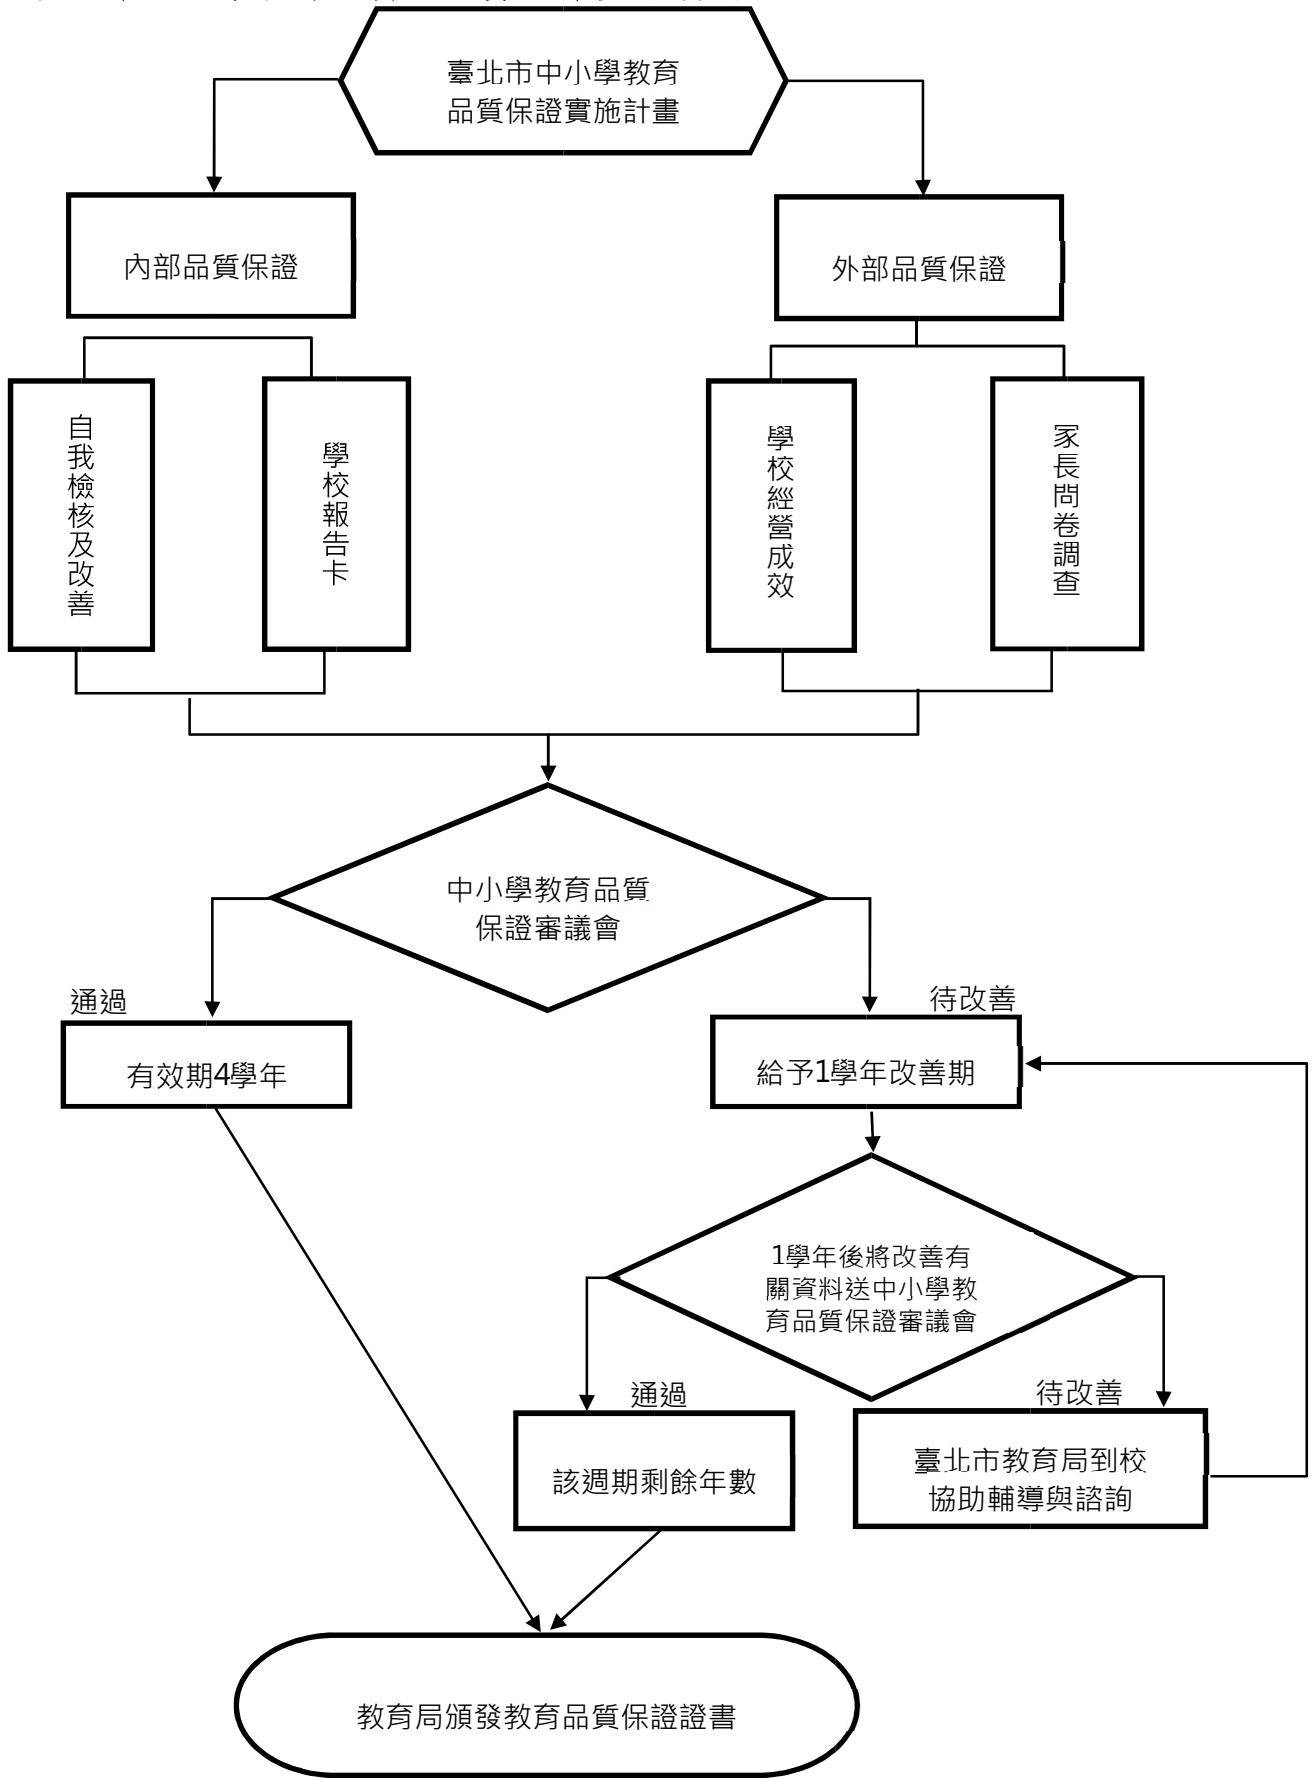 臺北市中小學教育
品質保證實施計畫
內部品質保證
外部品質保證
自我檢核及改善
學校報告卡
學校經營成效
家長問卷調查
中小學教育品質
保證審議會
通過
待改善
有效期4學年
給予1學年改善期
1學年後將改善有
關資料送中小學教
育品質保證審議會
通過
待改善
該週期剩餘年數
臺北市教育局到校
協助輔導與諮詢
教育局頒發教育品質保證證書